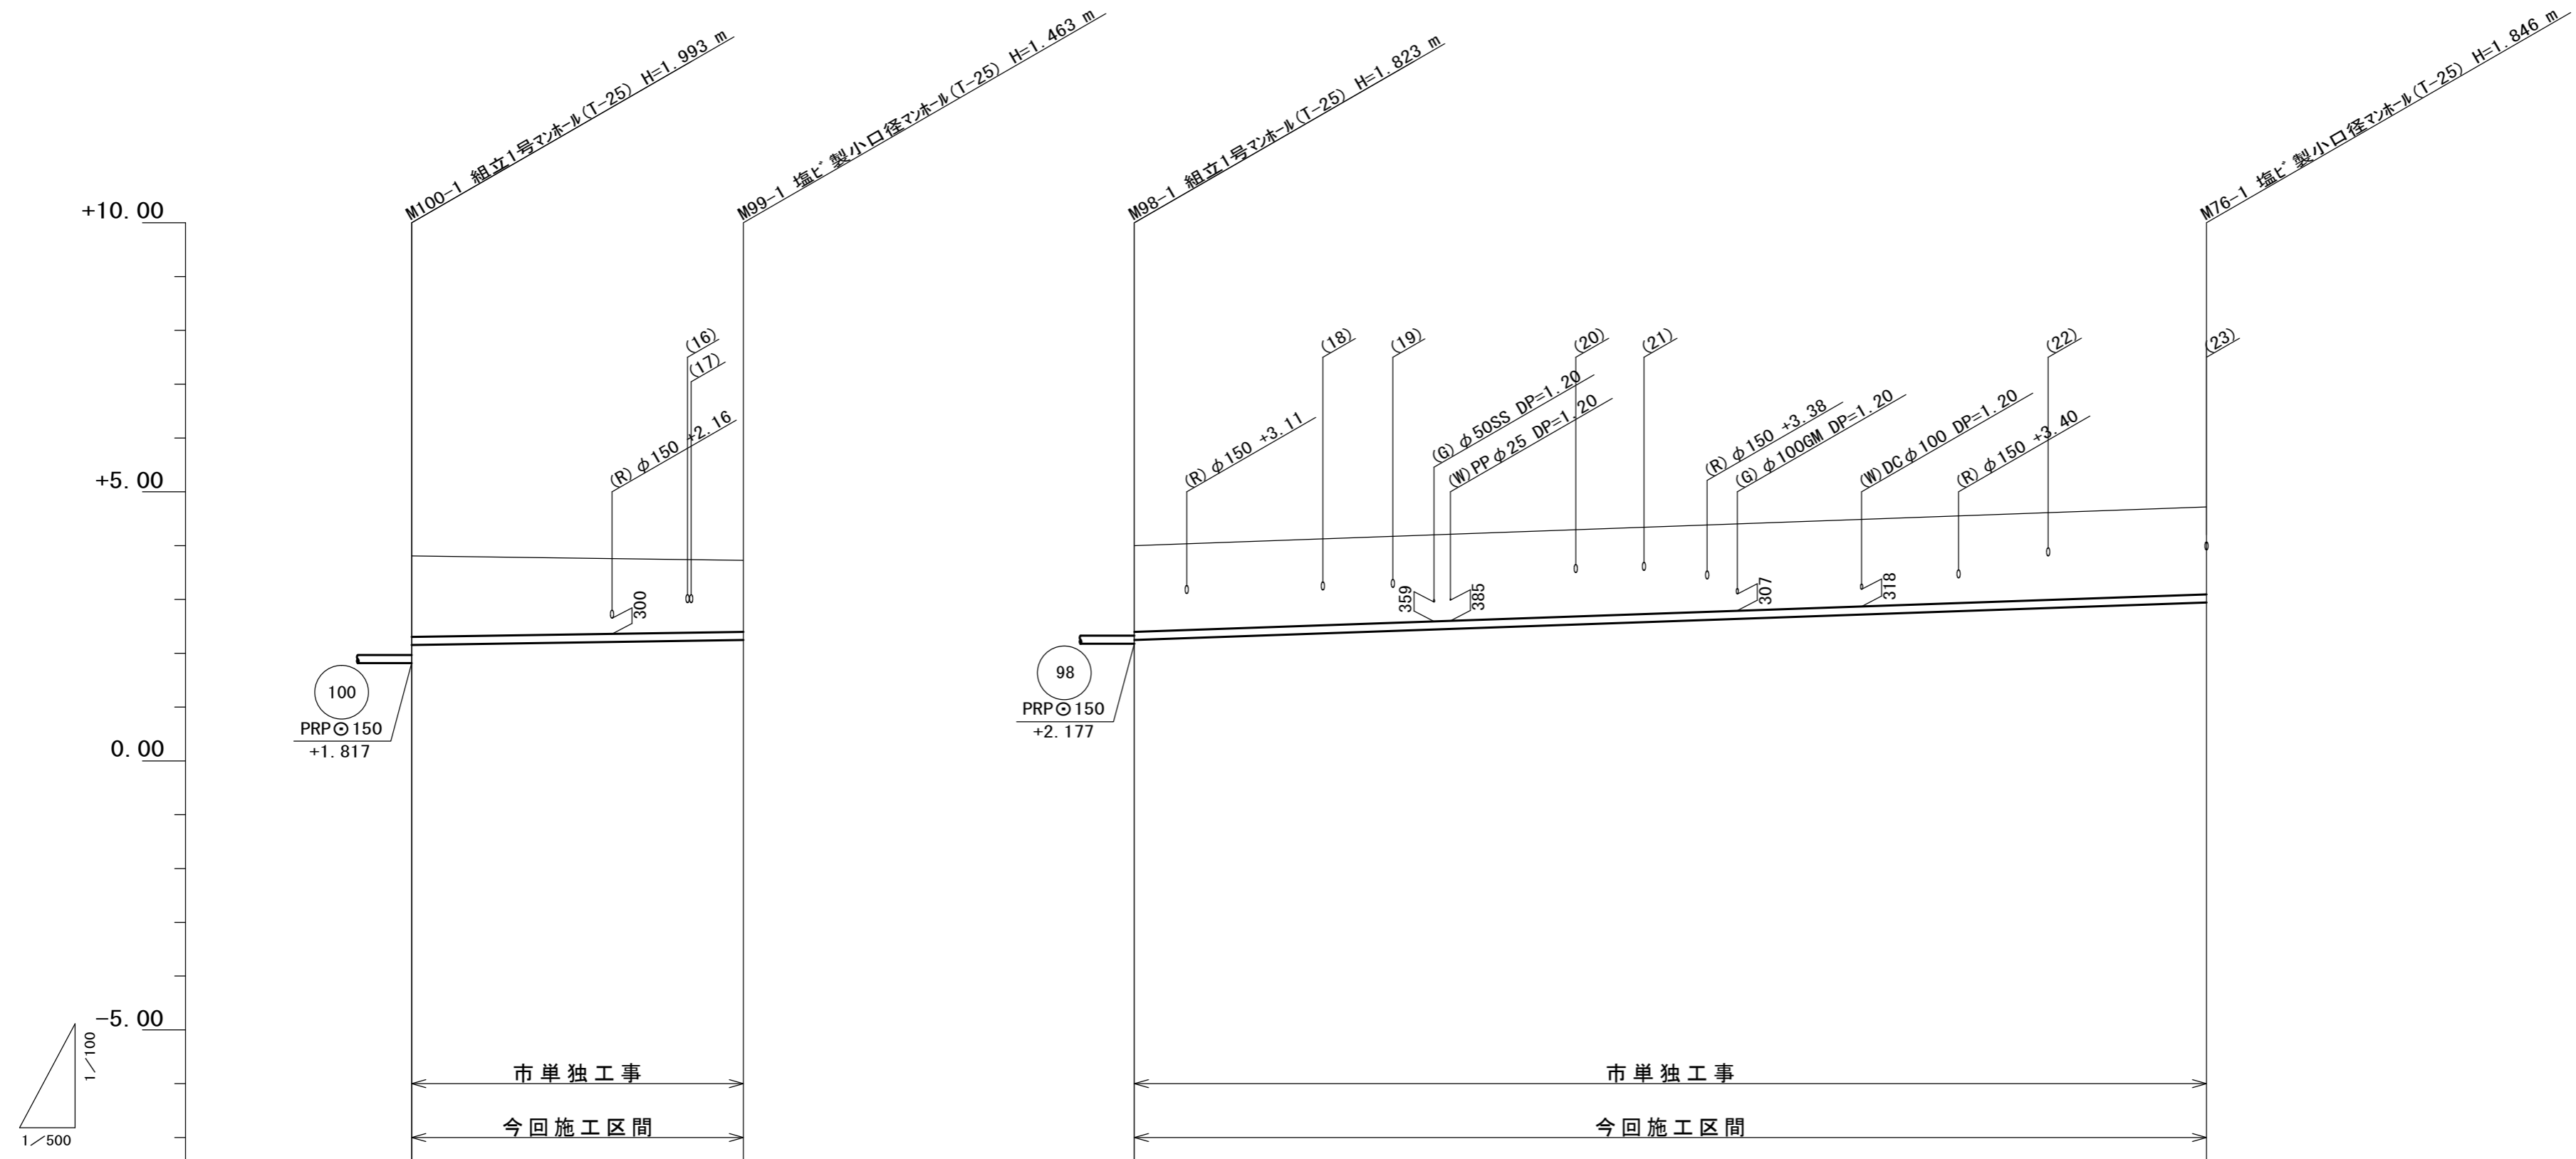 M100-1 組立1号マンホール(T-25) H=1.993 m
M99-1 塩ビ製小口径マンホール(T-25) H=1.463 m
M98-1 組立1号マンホール(T-25) H=1.823 m
M76-1 塩ビ製小口径マンホール(T-25) H=1.846 m
+10.00
+5.00
0.00
-5.00
(16)
(17)
(R)φ150 +2.16
300
(18)
(19)
(20)
(21)
(22)
(23)
(R)φ150 +3.11
(G)φ50SS DP=1.20
(W)PPφ25 DP=1.20
(R)φ150 +3.38
(G)φ100GM DP=1.20
(W)DCφ100 DP=1.20
(R)φ150 +3.40
359
385
307
318
100
PRP⊙150
+1.817
98
PRP⊙150
+2.177
1/100
1/500
市単独工事
今回施工区間
市単独工事
今回施工区間